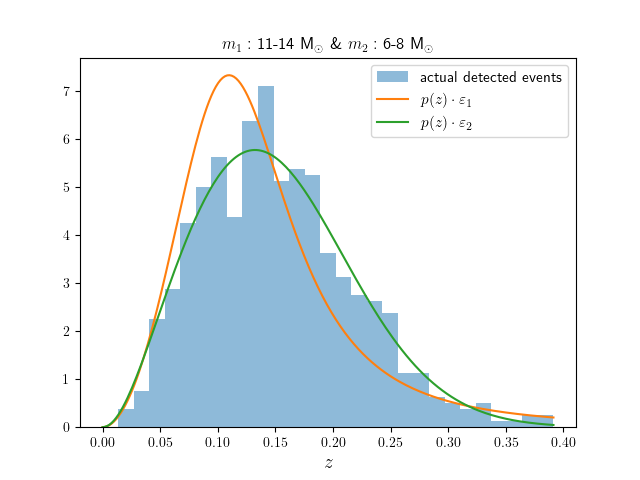 m₁ : 11-14 M⊙ & m₂ : 6-8 M⊙
actual detected events
p(z) · ε₁
p(z) · ε₂
7
6
5
4
3
2
1
0
0.00 0.05 0.10 0.15 0.20 0.25 0.30 0.35 0.40
z